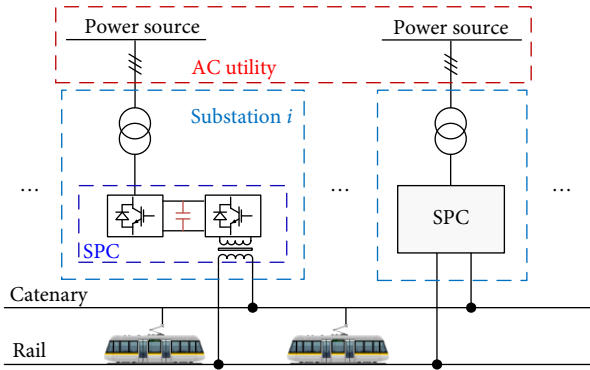 Power source
Power source
AC utility
Substation i
...
...
...
SPC
SPC
Catenary
Rail